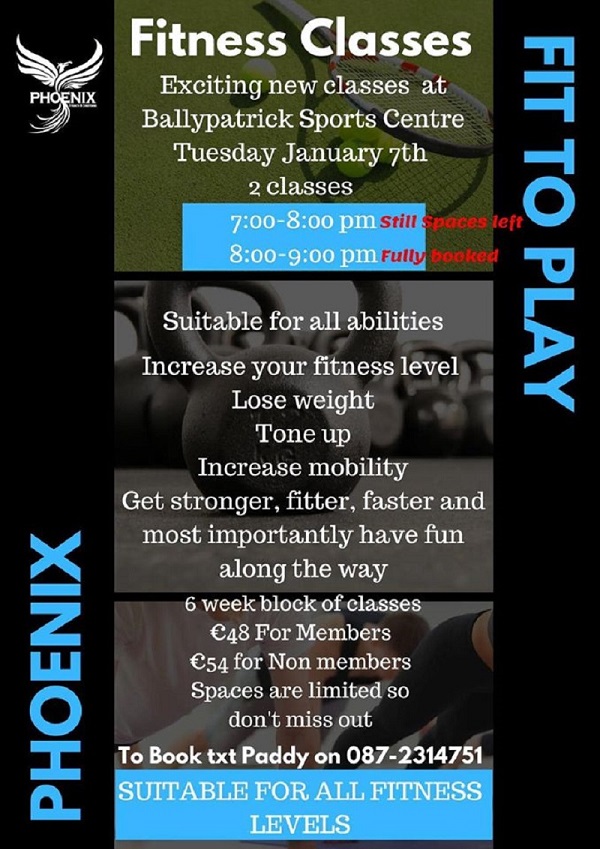 Fitness Classes
Exciting new classes at
Ballypatrick Sports Centre
Tuesday January 7th
2 classes
7:00-8:00 pm Still Spaces left
8:00-9:00 pm Fully booked
Suitable for all abilities
Increase your fitness level
Lose weight
Tone up
Increase mobility
Get stronger, fitter, faster and
most importantly have fun
along the way
6 week block of classes
€48 For Members
€54 for Non members
Spaces are limited so
don't miss out
To Book txt Paddy on 087-2314751
SUITABLE FOR ALL FITNESS
LEVELS
PHOENIX
PHOENIX
FIT TO PLAY